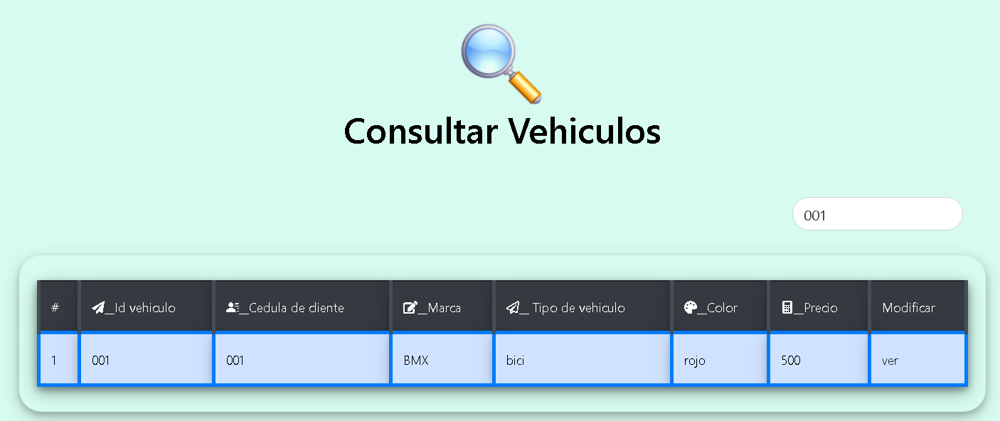 Consultar Vehiculos
001
# __Id vehiculo __Cedula de cliente __Marca __ Tipo de vehiculo __Color __Precio Modificar
1 001 001 BMX bici rojo 500 ver